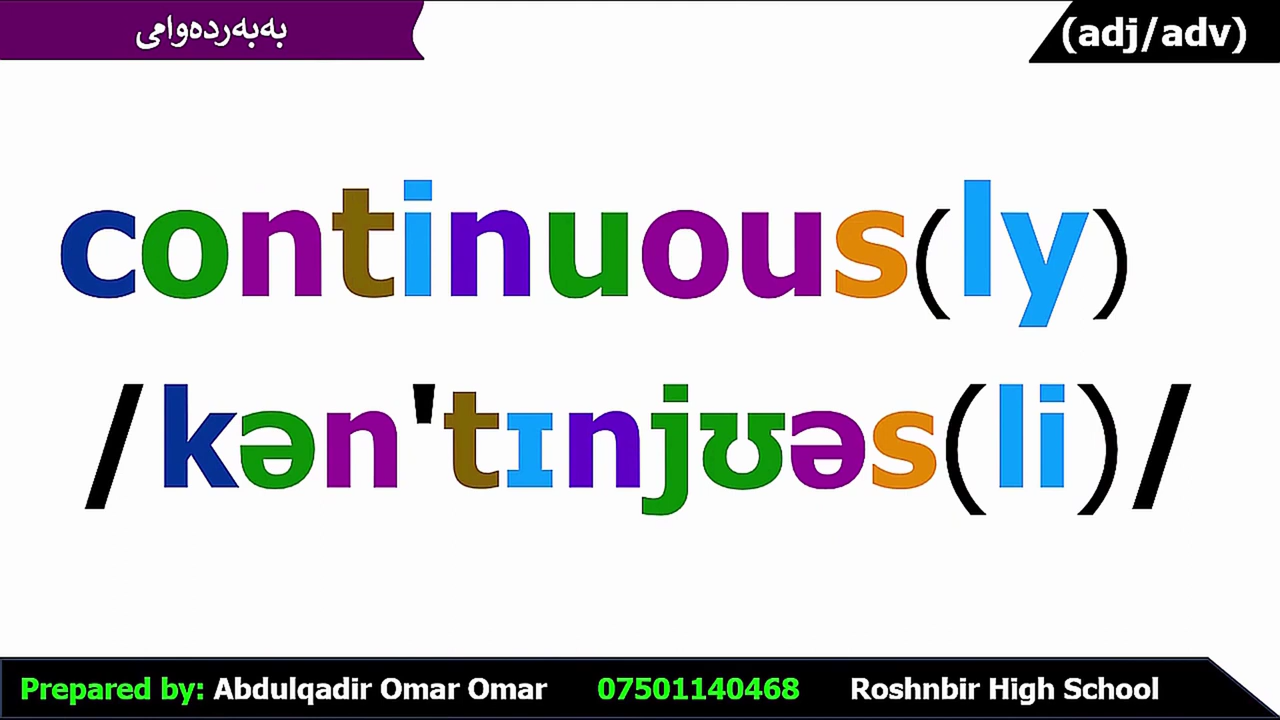 بەبەردەوامی
(adj/adv)
continuous(ly)
/kən'tɪnjʊəs(li)/
Prepared by: Abdulqadir Omar Omar 07501140468 Roshnbir High School